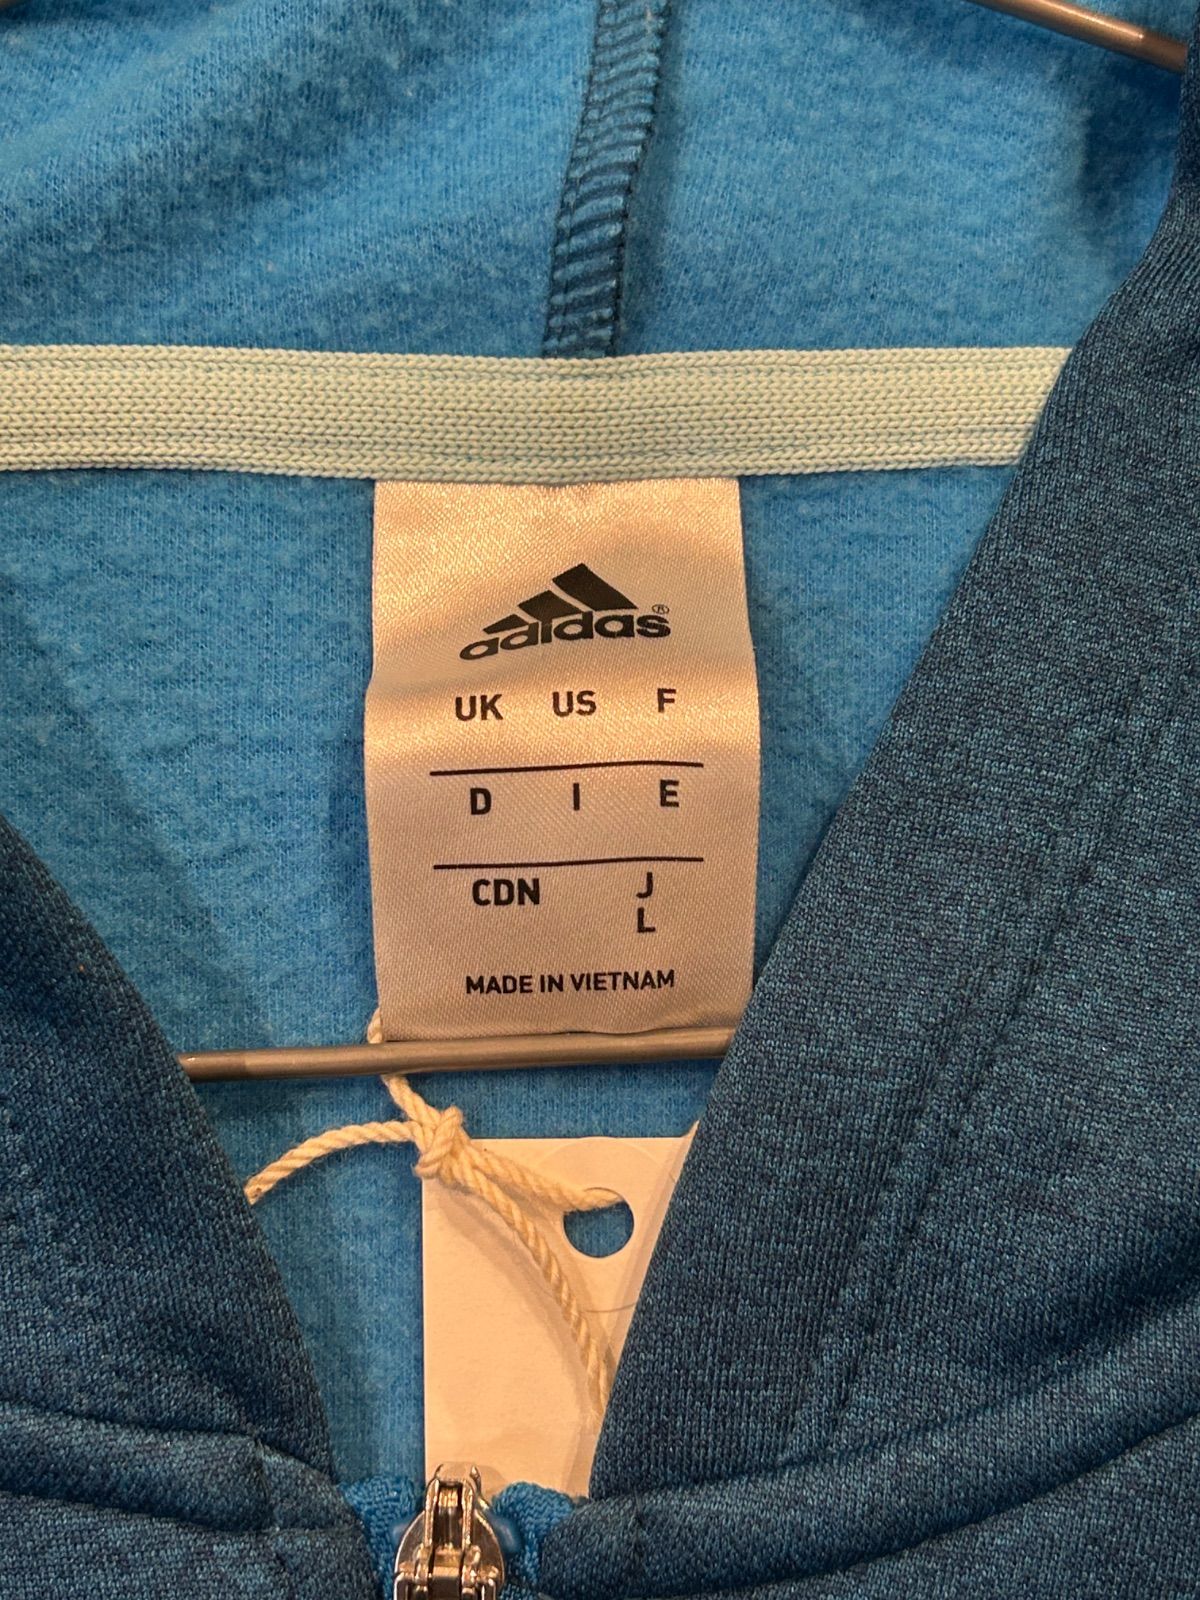 adidas®
UK US F
D I E
CDN J
L
MADE IN VIETNAM